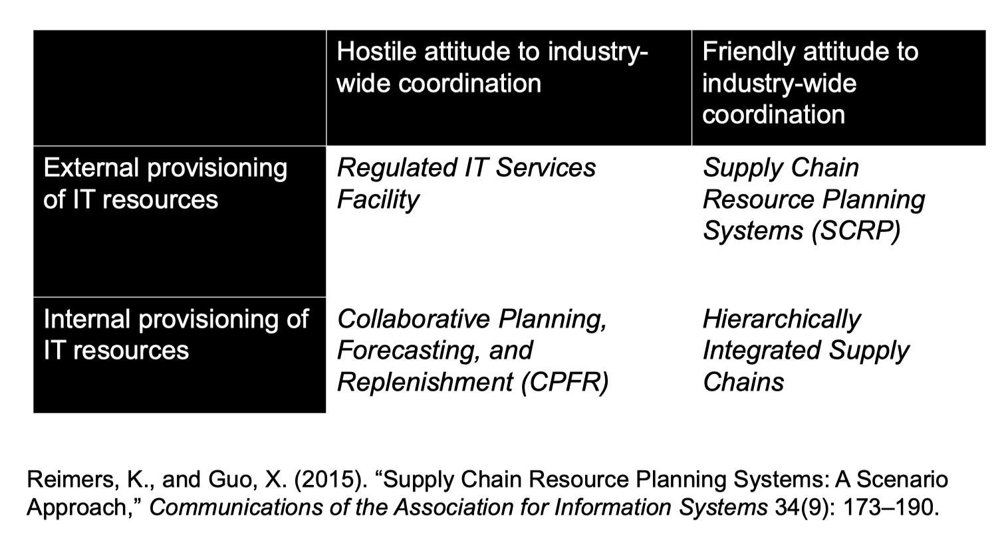 Hostile attitude to industry-
wide coordination
Friendly attitude to
industry-wide
coordination
External provisioning
of IT resources
Regulated IT Services
Facility
Supply Chain
Resource Planning
Systems (SCRP)
Internal provisioning of
IT resources
Collaborative Planning,
Forecasting, and
Replenishment (CPFR)
Hierarchically
Integrated Supply
Chains
Reimers, K., and Guo, X. (2015). “Supply Chain Resource Planning Systems: A Scenario
Approach,” Communications of the Association for Information Systems 34(9): 173–190.